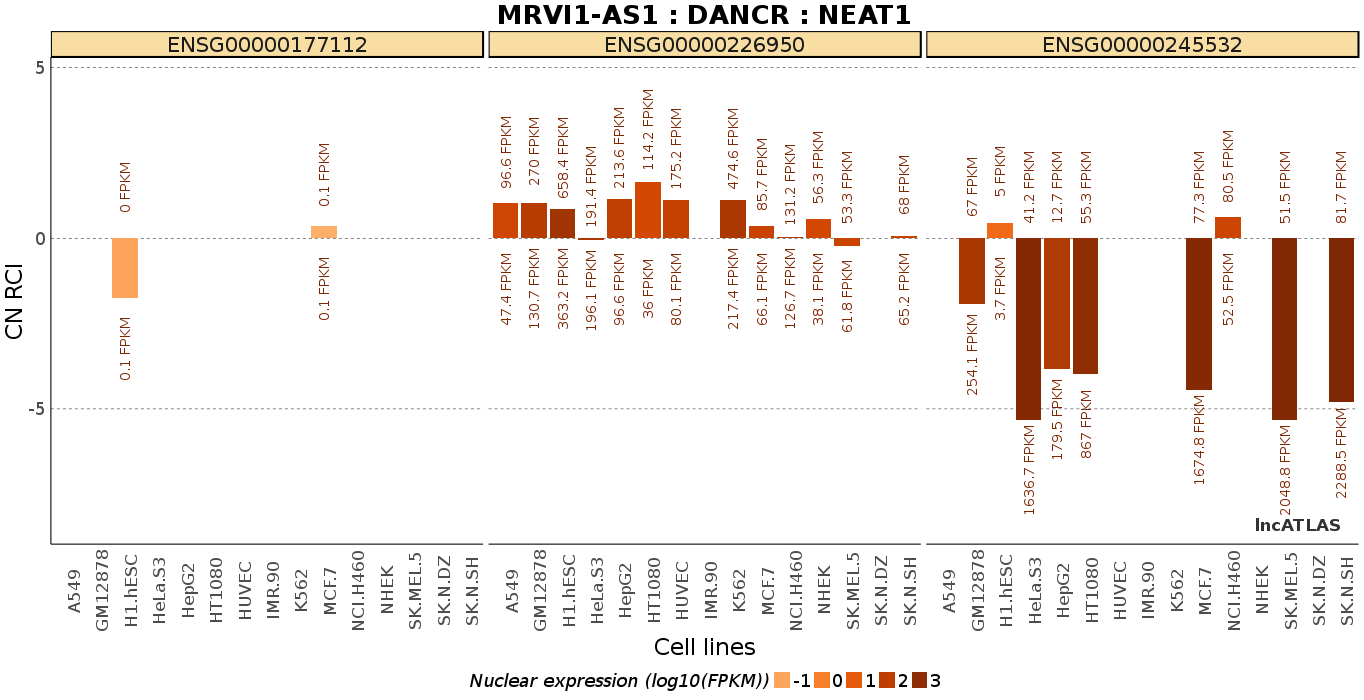 MRVI1-AS1 : DANCR : NEAT1
ENSG00000177112
ENSG00000226950
ENSG00000245532
CN RCI
5
0
-5
0 FPKM
0.1 FPKM
0.1 FPKM
0.1 FPKM
96.6 FPKM
270 FPKM
658.4 FPKM
191.4 FPKM
213.6 FPKM
114.2 FPKM
175.2 FPKM
474.6 FPKM
85.7 FPKM
131.2 FPKM
56.3 FPKM
53.3 FPKM
68 FPKM
47.4 FPKM
130.7 FPKM
363.2 FPKM
196.1 FPKM
96.6 FPKM
36 FPKM
80.1 FPKM
217.4 FPKM
66.1 FPKM
126.7 FPKM
38.1 FPKM
61.8 FPKM
65.2 FPKM
67 FPKM
5 FPKM
41.2 FPKM
12.7 FPKM
55.3 FPKM
77.3 FPKM
80.5 FPKM
51.5 FPKM
81.7 FPKM
254.1 FPKM
3.7 FPKM
1636.7 FPKM
179.5 FPKM
867 FPKM
1674.8 FPKM
52.5 FPKM
2048.8 FPKM
2288.5 FPKM
lncATLAS
A549
GM12878
H1.hESC
HeLa.S3
HepG2
HT1080
HUVEC
IMR.90
K562
MCF.7
NCI.H460
NHEK
SK.MEL.5
SK.N.DZ
SK.N.SH
A549
GM12878
H1.hESC
HeLa.S3
HepG2
HT1080
HUVEC
IMR.90
K562
MCF.7
NCI.H460
NHEK
SK.MEL.5
SK.N.DZ
SK.N.SH
A549
GM12878
H1.hESC
HeLa.S3
HepG2
HT1080
HUVEC
IMR.90
K562
MCF.7
NCI.H460
NHEK
SK.MEL.5
SK.N.DZ
SK.N.SH
Cell lines
Nuclear expression (log10(FPKM)) -1 0 1 2 3